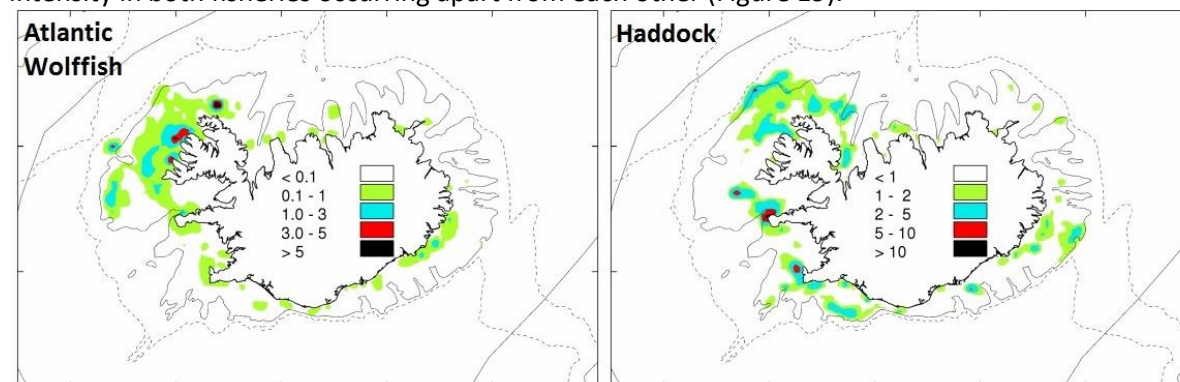 intensity in both fisheries occurring apart from each other (Figure 15).
Atlantic
Wolffish
< 0.1
0.1 - 1
1.0 - 3
3.0 - 5
> 5
Haddock
< 1
1 - 2
2 - 5
5 - 10
> 10